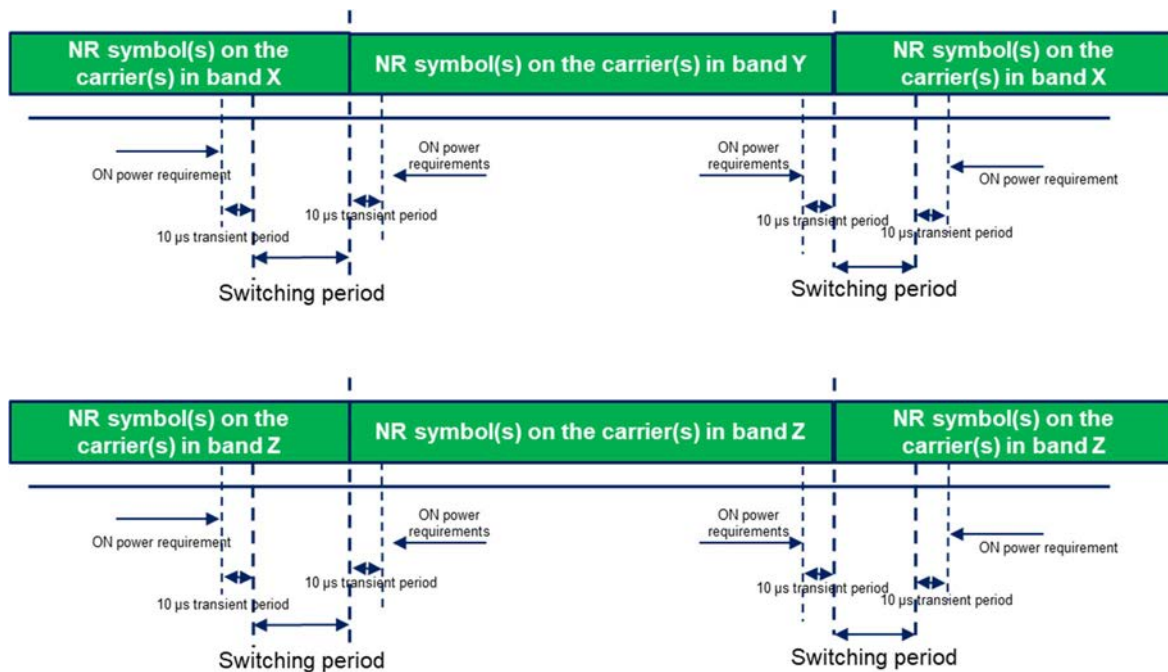 NR symbol(s) on the
carrier(s) in band X
NR symbol(s) on the carrier(s) in band Y
NR symbol(s) on the
carrier(s) in band X
ON power requirement
ON power
requirements
ON power
requirements
ON power requirement
10 µs transient period
10 µs transient period
10 µs transient period
10 µs transient period
Switching period
Switching period
NR symbol(s) on the
carrier(s) in band Z
NR symbol(s) on the carrier(s) in band Z
NR symbol(s) on the
carrier(s) in band Z
ON power requirement
ON power
requirements
ON power
requirements
ON power requirement
10 µs transient period
10 µs transient period
10 µs transient period
10 µs transient period
Switching period
Switching period